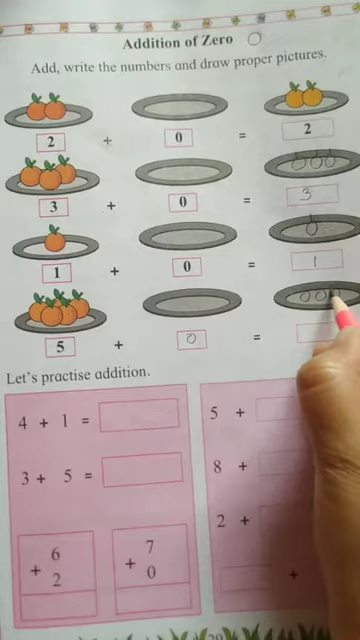 Addition of Zero
Add, write the numbers and draw proper pictures.
2 + 0 = 2
3 + 0 = 3
1 + 0 = 1
5 + 0 =
Let's practise addition.
4 + 1 =
5 +
3 + 5 =
8 +
2 +
6
+ 2
7
+ 0
+